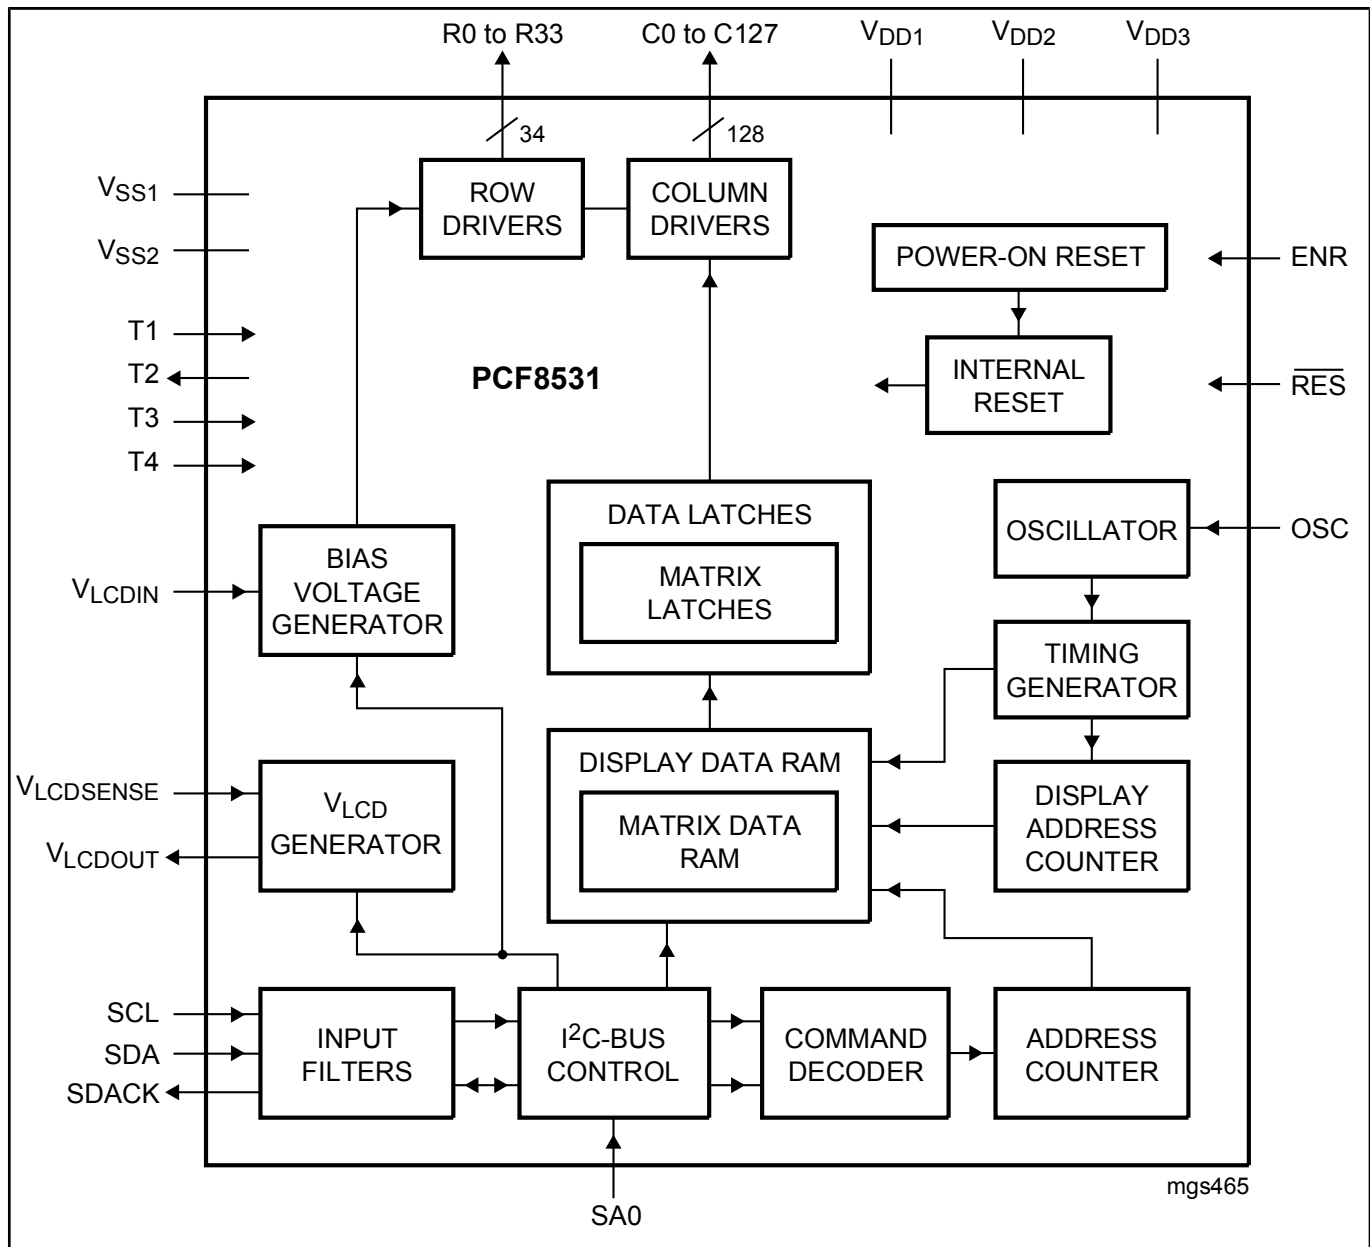 R0 to R33
C0 to C127
VDD1
VDD2
VDD3
34
128
VSS1
VSS2
T1
T2
T3
T4
ROW
DRIVERS
COLUMN
DRIVERS
POWER-ON RESET
ENR
INTERNAL
RESET
RES
PCF8531
DATA LATCHES
MATRIX
LATCHES
OSCILLATOR
OSC
BIAS
VOLTAGE
GENERATOR
VLCDIN
TIMING
GENERATOR
DISPLAY DATA RAM
MATRIX DATA
RAM
DISPLAY
ADDRESS
COUNTER
VLCDSENSE
VLCDOUT
VLCD
GENERATOR
SCL
SDA
SDACK
INPUT
FILTERS
I2C-BUS
CONTROL
COMMAND
DECODER
ADDRESS
COUNTER
SA0
mgs465